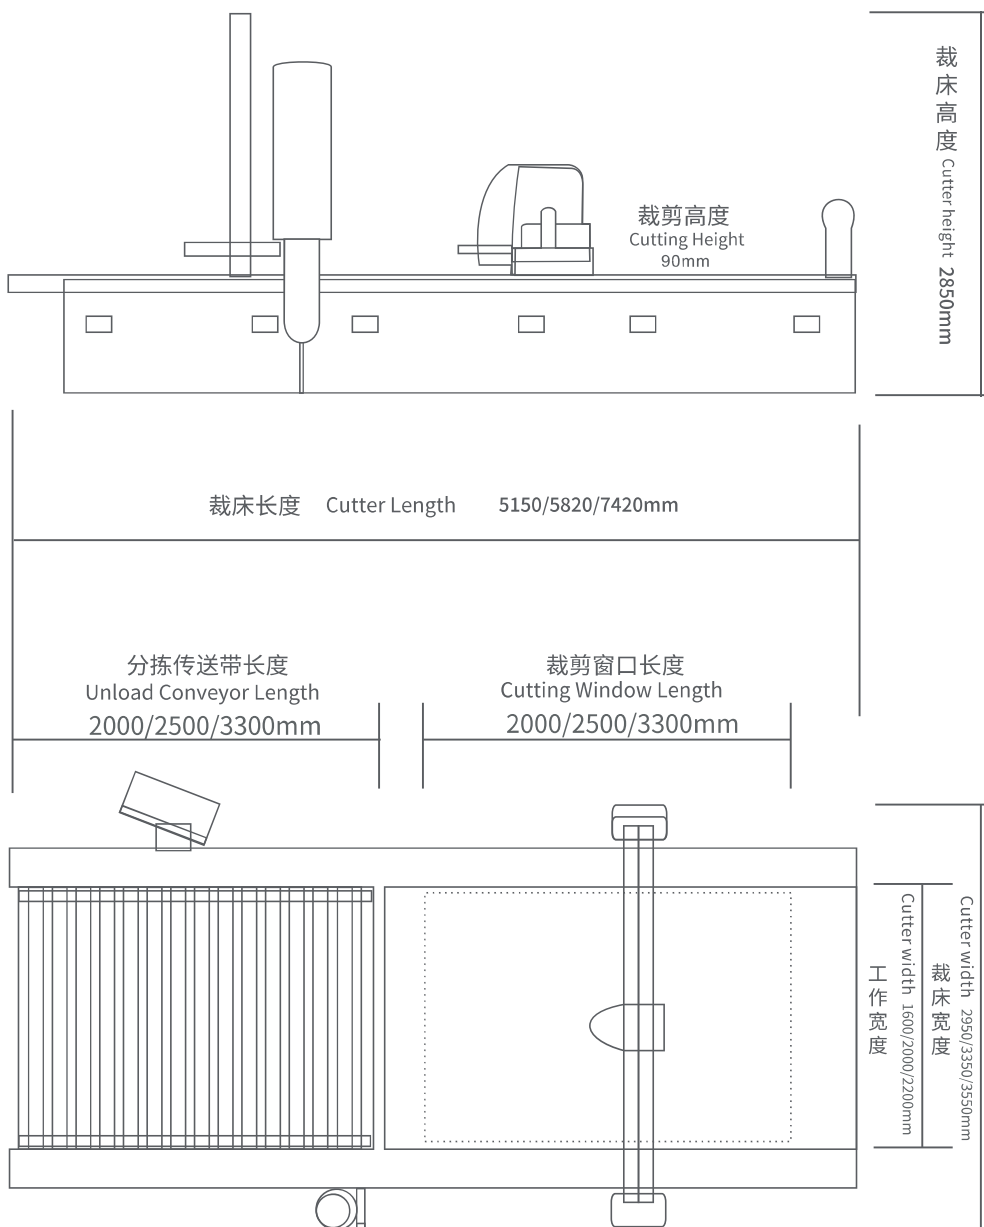 裁床高度 Cutter height 2850mm
裁剪高度
Cutting Height
90mm
裁床长度 Cutter Length 5150/5820/7420mm
分拣传送带长度
Unload Conveyor Length
2000/2500/3300mm
裁剪窗口长度
Cutting Window Length
2000/2500/3300mm
工作宽度
Cutter width 1600/2000/2200mm
裁床宽度
Cutter width 2950/3350/3550mm